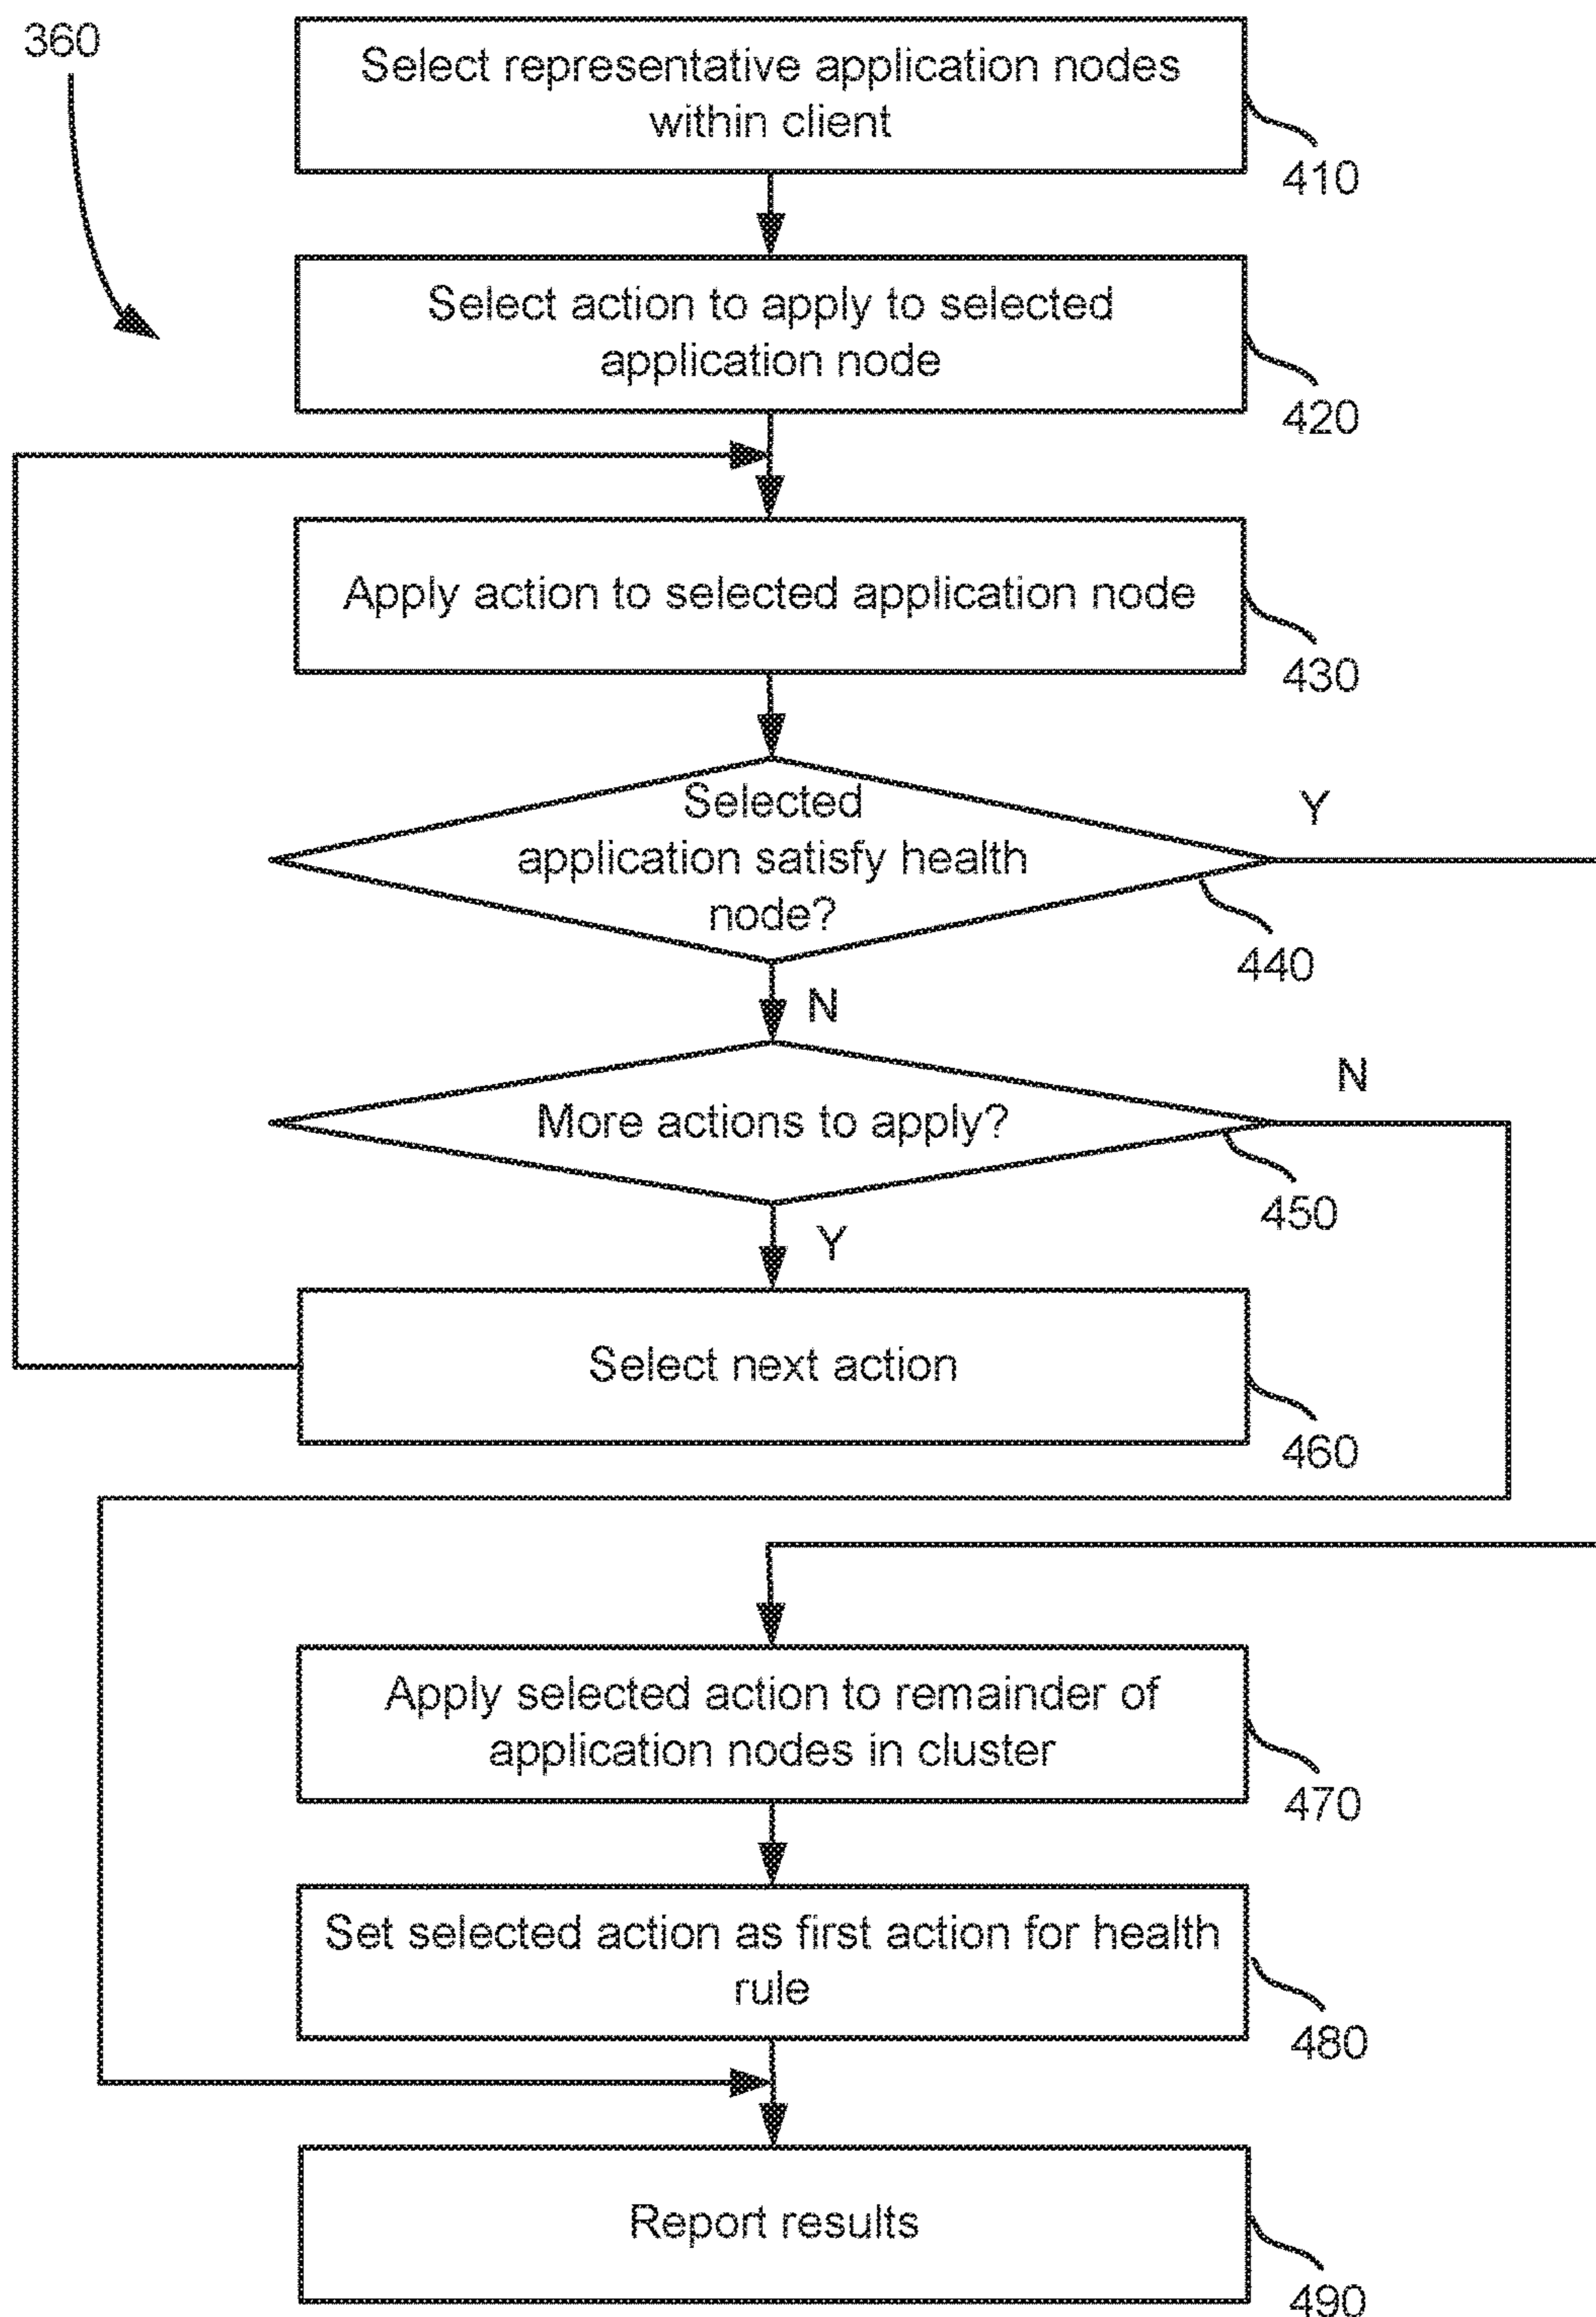 360
Select representative application nodes
within client
410
Select action to apply to selected
application node
420
Apply action to selected application node
430
Selected
application satisfy health
node?
Y
440
N
More actions to apply?
N
450
Y
Select next action
460
Apply selected action to remainder of
application nodes in cluster
470
Set selected action as first action for health
rule
480
Report results
490